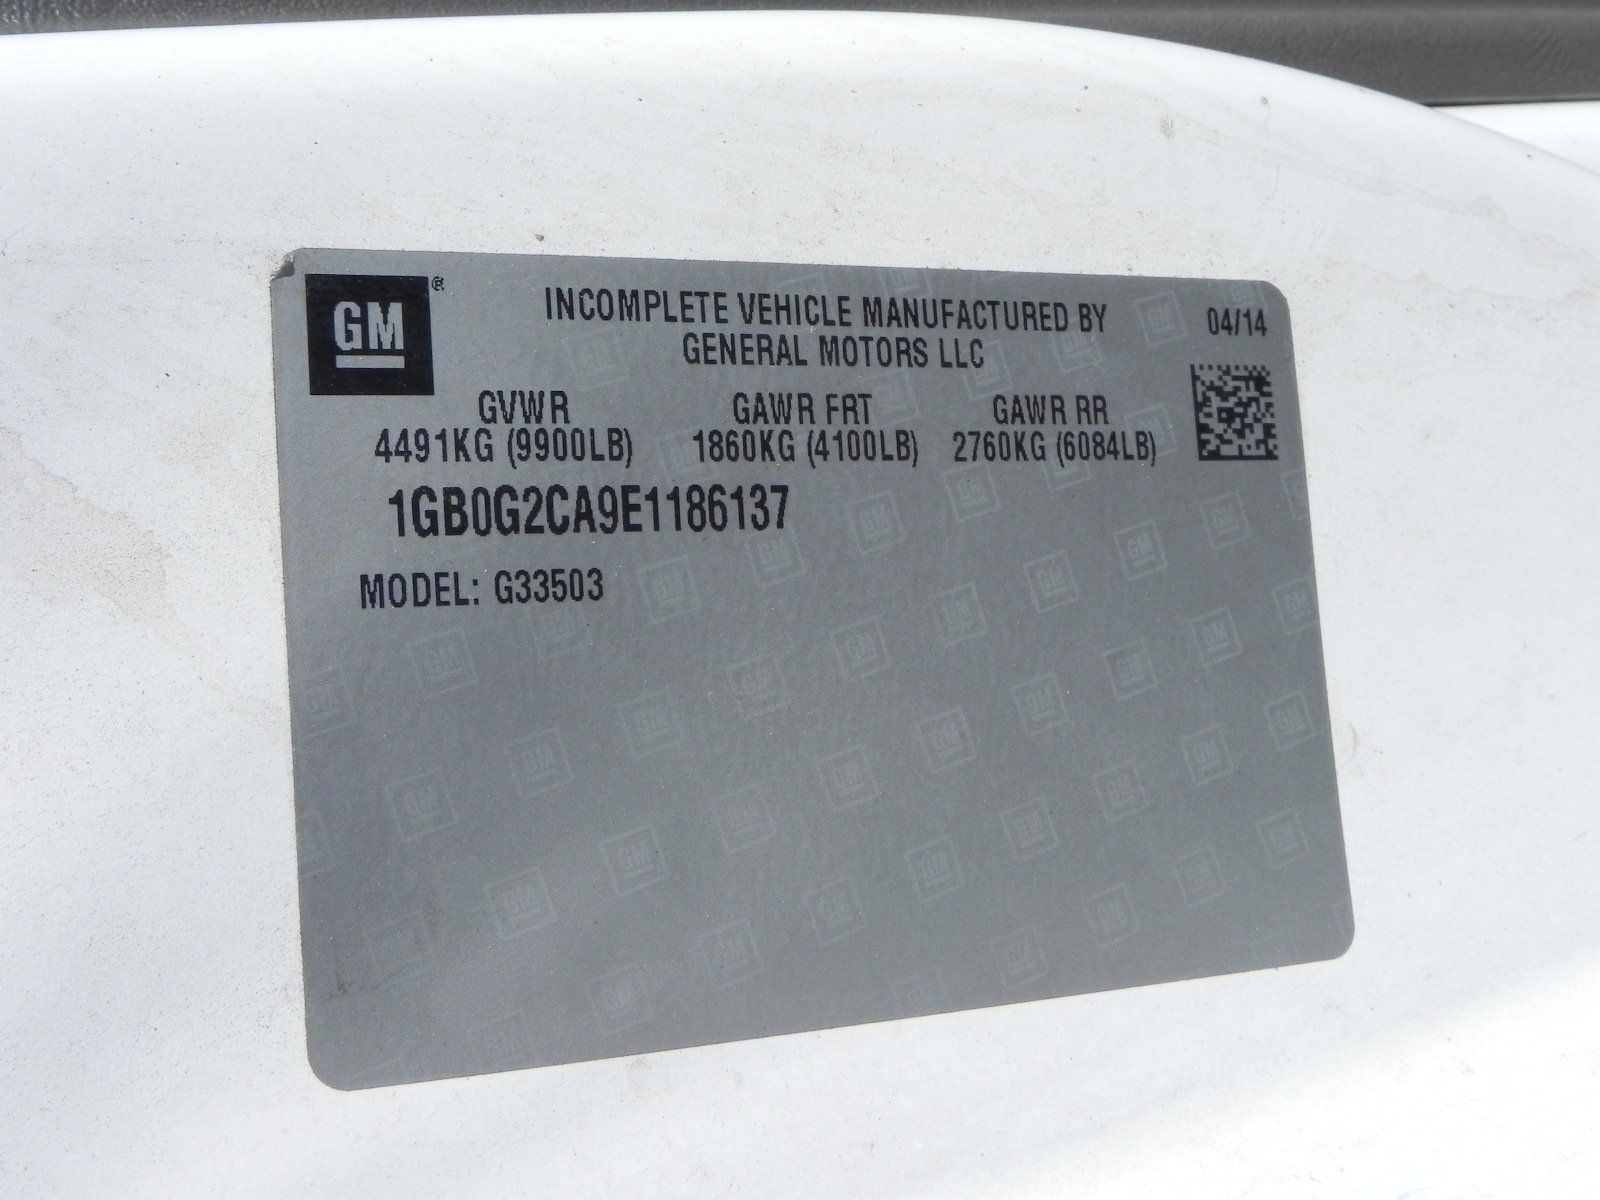 GM®
INCOMPLETE VEHICLE MANUFACTURED BY
GENERAL MOTORS LLC
04/14
GVWR GAWR FRT GAWR RR
4491KG (9900LB) 1860KG (4100LB) 2760KG (6084LB)
1GB0G2CA9E1186137
MODEL: G33503